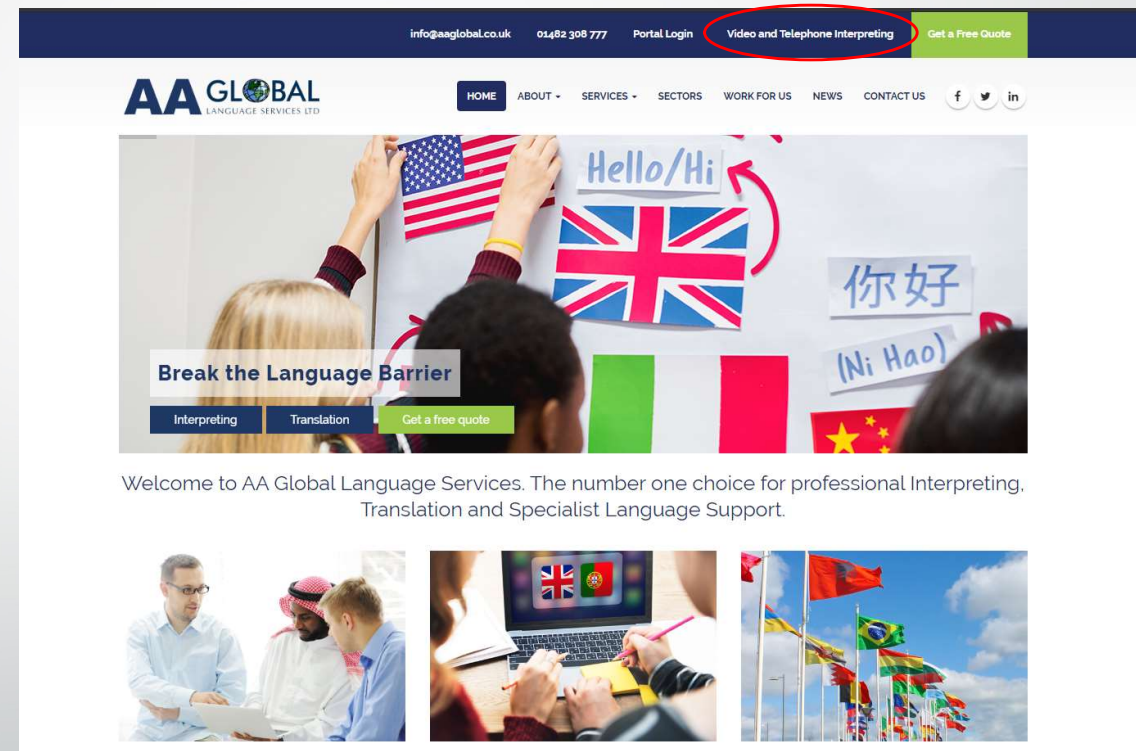 info@aaglobal.co.uk 01482 308 777 Portal Login Video and Telephone Interpreting Get a Free Quote
AA GLOBAL
LANGUAGE SERVICES LTD
HOME ABOUT SERVICES SECTORS WORK FOR US NEWS CONTACT US f in
Hello/Hi
你好
(Ni Hao)
Break the Language Barrier
Interpreting Translation Get a free quote
Welcome to AA Global Language Services. The number one choice for professional Interpreting,
Translation and Specialist Language Support.